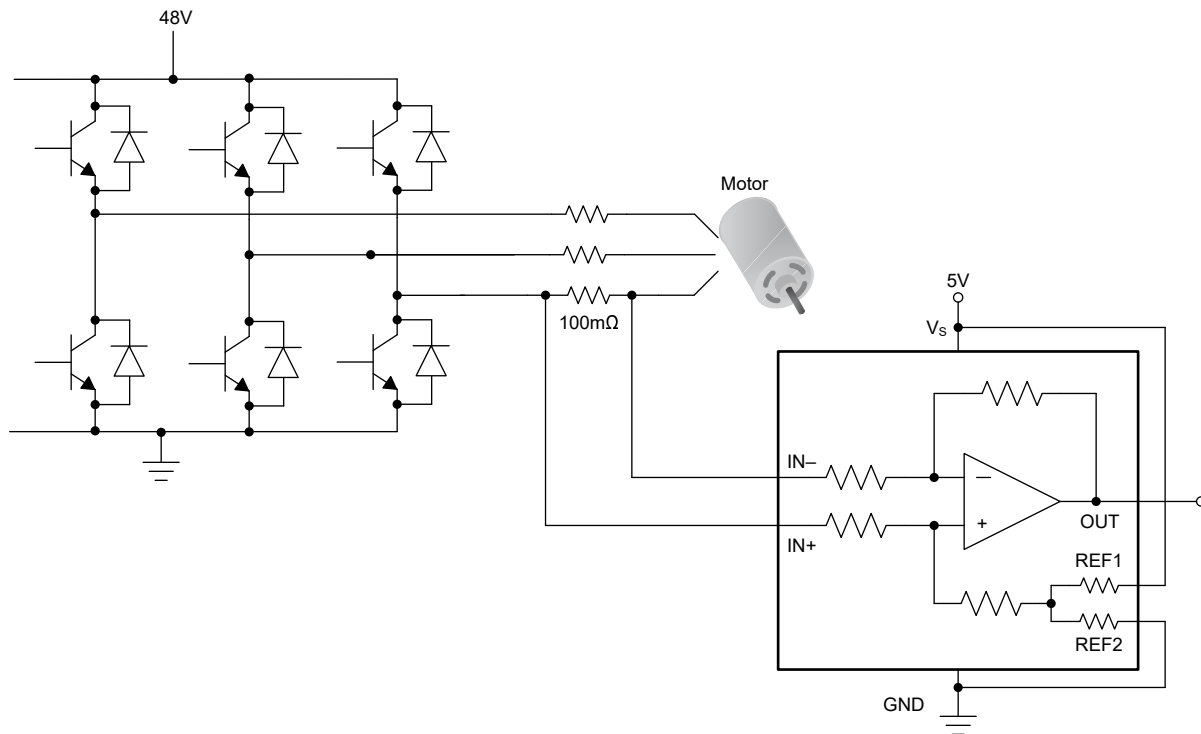 48V
Motor
100mΩ
5V
VS
IN–
–
IN+
+
OUT
REF1
REF2
GND